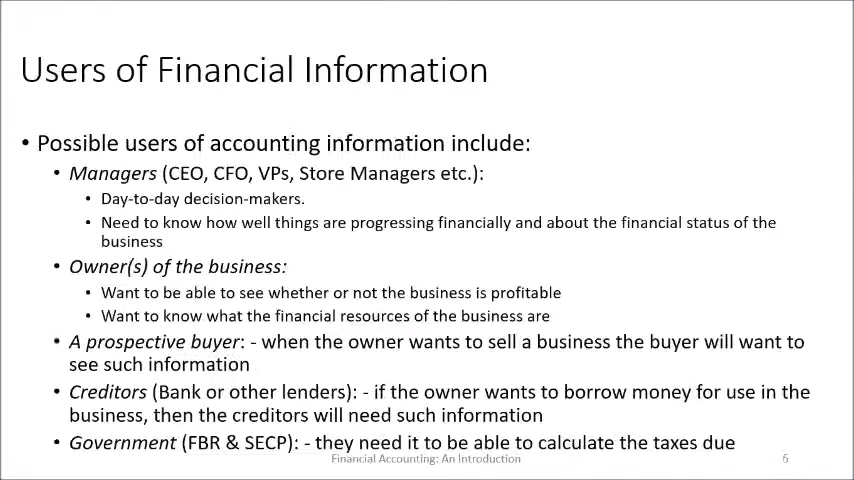 Users of Financial Information
• Possible users of accounting information include:
• Managers (CEO, CFO, VPs, Store Managers etc.):
• Day-to-day decision-makers.
• Need to know how well things are progressing financially and about the financial status of the
business
• Owner(s) of the business:
• Want to be able to see whether or not the business is profitable
• Want to know what the financial resources of the business are
• A prospective buyer: - when the owner wants to sell a business the buyer will want to
see such information
• Creditors (Bank or other lenders): - if the owner wants to borrow money for use in the
business, then the creditors will need such information
• Government (FBR & SECP): - they need it to be able to calculate the taxes due
Financial Accounting: An Introduction
6